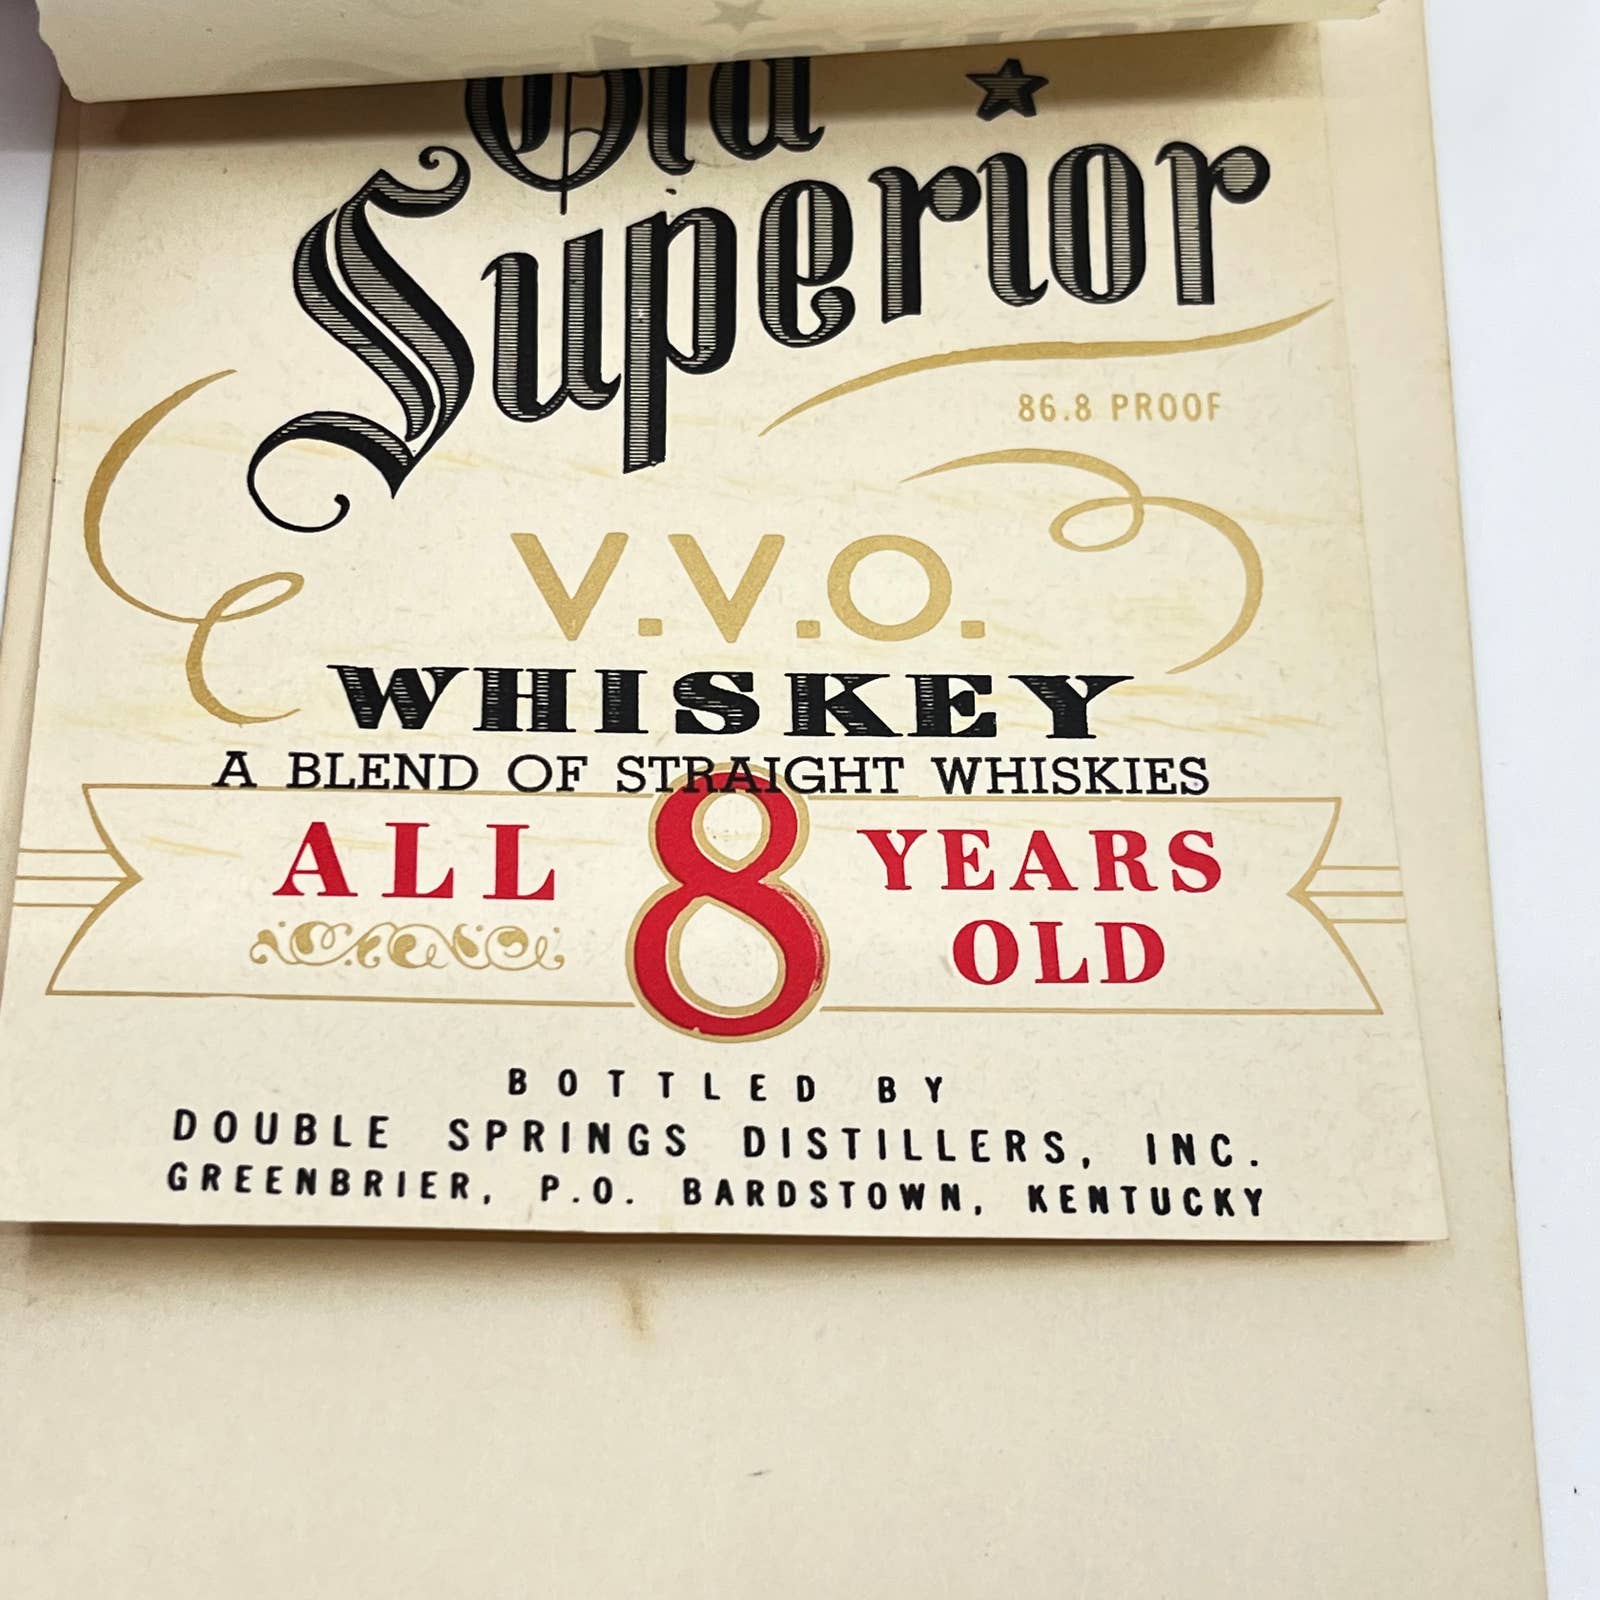 Old
Superior
86.8 PROOF
V.V.O.
WHISKEY
A BLEND OF STRAIGHT WHISKIES
ALL 8 YEARS
OLD
BOTTLED BY
DOUBLE SPRINGS DISTILLERS, INC.
GREENBRIER, P.O. BARDSTOWN, KENTUCKY